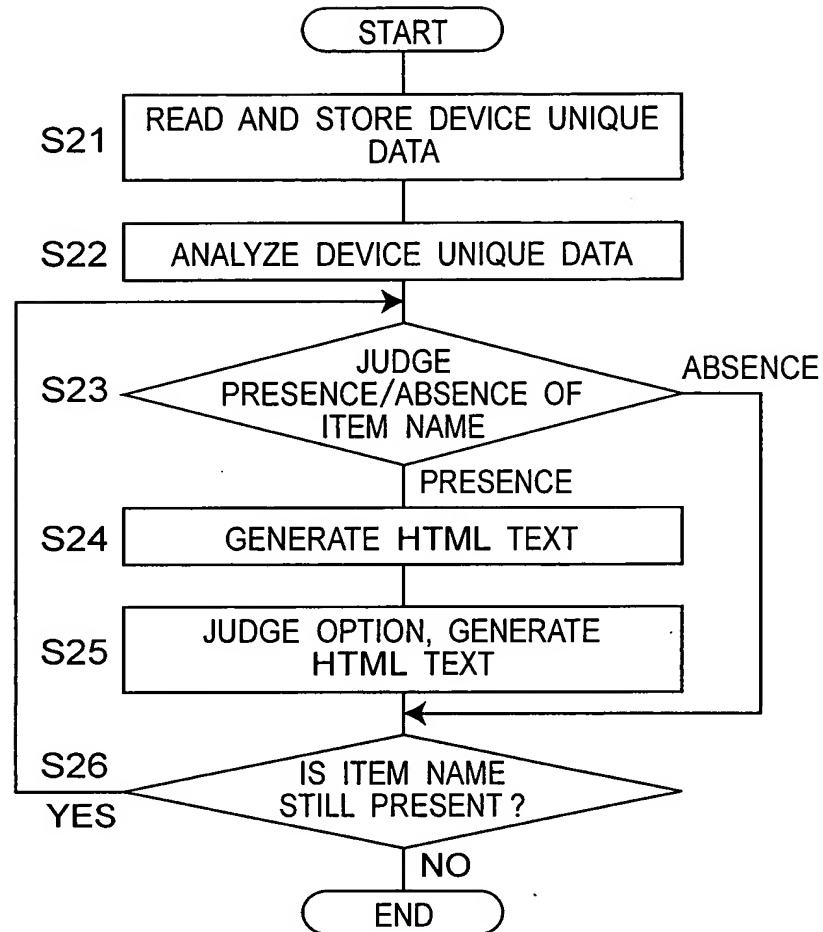 START
S21
READ AND STORE DEVICE UNIQUE
DATA
S22
ANALYZE DEVICE UNIQUE DATA
S23
JUDGE
PRESENCE/ABSENCE OF
ITEM NAME
ABSENCE
PRESENCE
S24
GENERATE HTML TEXT
S25
JUDGE OPTION, GENERATE
HTML TEXT
S26
IS ITEM NAME
STILL PRESENT?
YES
NO
END